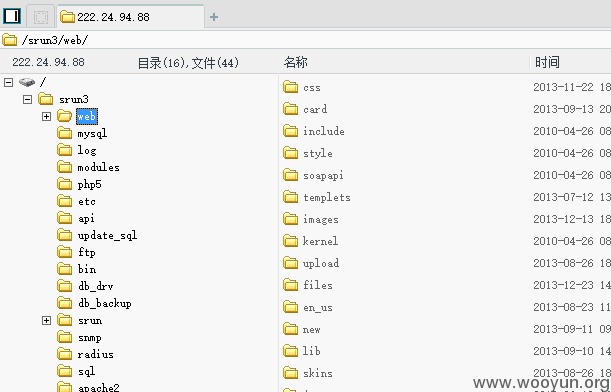 222.24.94.88
/srun3/web/
222.24.94.88 目录(16),文件(44) 名称 时间
/
srun3
web
mysql
log
modules
php5
etc
api
update_sql
ftp
bin
db_drv
db_backup
srun
snmp
radius
sql
apache2
css 2013-11-22 18
card 2013-09-13 20
include 2010-04-26 08
style 2010-04-26 08
soapapi 2010-04-26 08
templets 2013-07-12 13
images 2013-12-13 18
kernel 2010-04-26 08
upload 2013-08-26 18
files 2013-12-23 14
en_us 2013-08-23 11
new 2013-09-11 09
lib 2013-09-10 14
skins 2013-08-26 18
www.wooyun.org